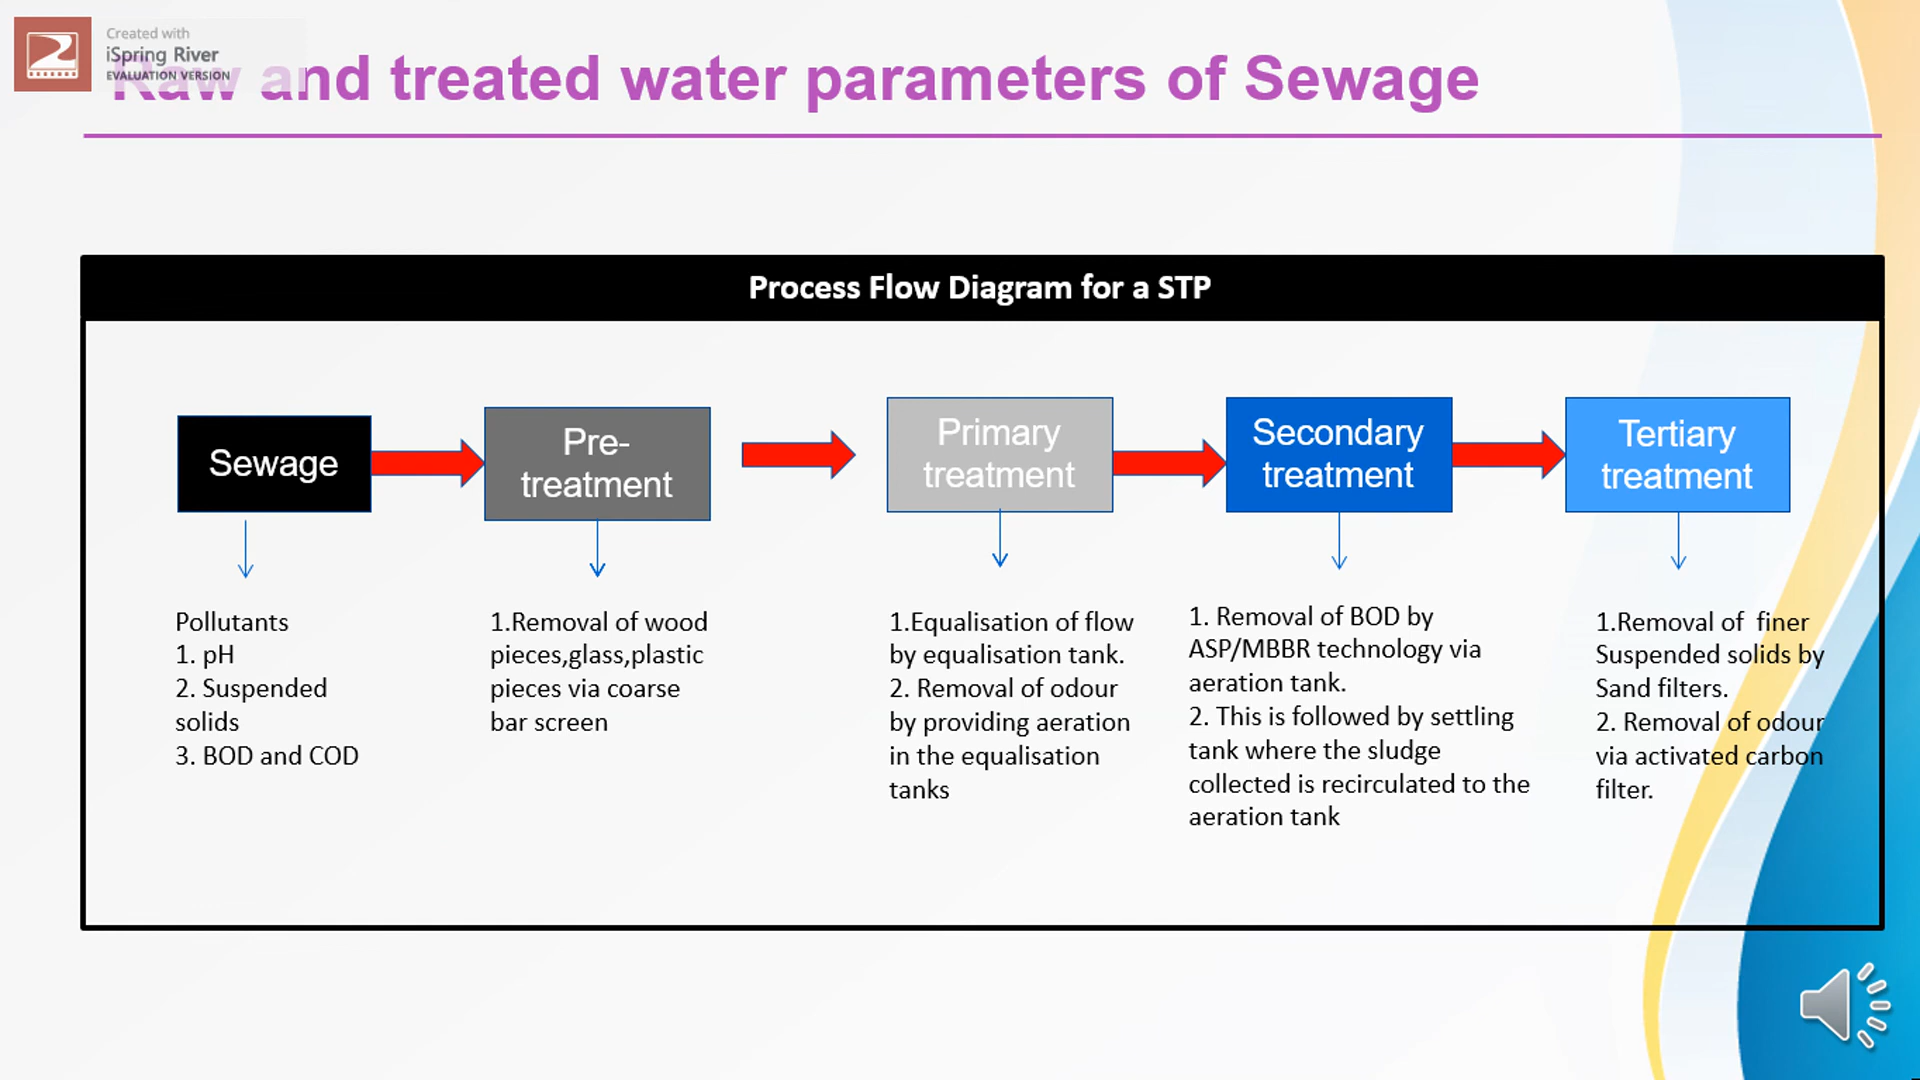 Created with
iSpring River
EVALUATION VERSION
Raw and treated water parameters of Sewage
Process Flow Diagram for a STP
Sewage
Pre-
treatment
Primary
treatment
Secondary
treatment
Tertiary
treatment
Pollutants
1. pH
2. Suspended
solids
3. BOD and COD
1.Removal of wood
pieces,glass,plastic
pieces via coarse
bar screen
1.Equalisation of flow
by equalisation tank.
2. Removal of odour
by providing aeration
in the equalisation
tanks
1. Removal of BOD by
ASP/MBBR technology via
aeration tank.
2. This is followed by settling
tank where the sludge
collected is recirculated to the
aeration tank
1.Removal of  finer
Suspended solids by
Sand filters.
2. Removal of odour
via activated carbon
filter.